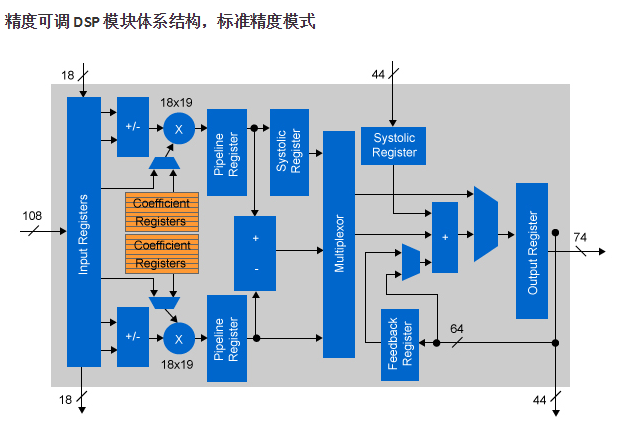 精度可调 DSP 模块体系结构，标准精度模式
18
44
18x19
+/-
X
Pipeline
Register
Systolic
Register
Systolic
Register
Coefficient
Registers
Coefficient
Registers
108
Input Registers
+
-
Multiplexor
+
Output Register
74
+/-
X
18x19
Pipeline
Register
Feedback
Register
64
18
44